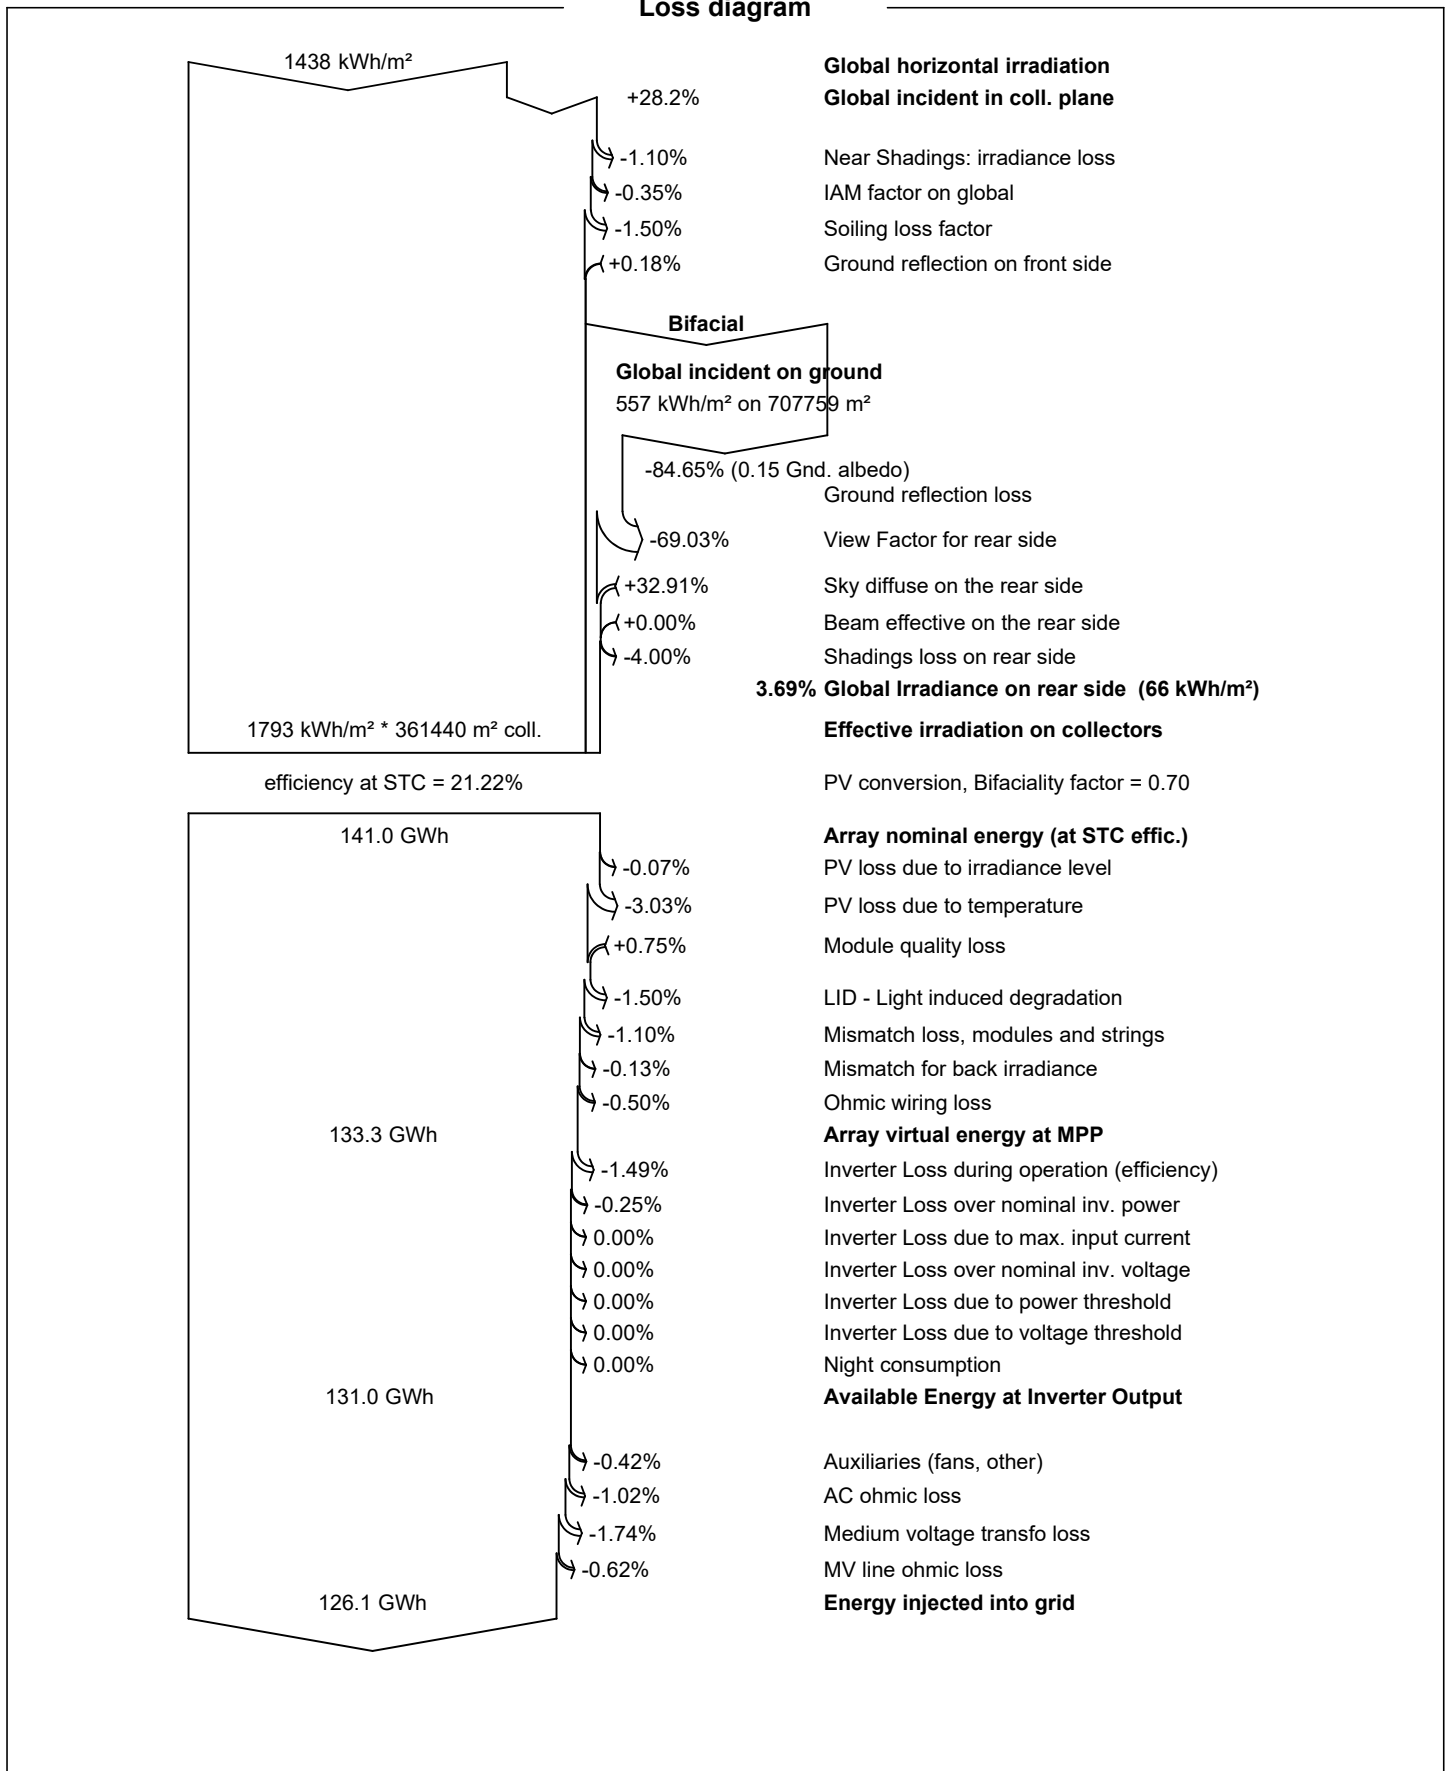 Loss diagram
1438 kWh/m² Global horizontal irradiation
+28.2% Global incident in coll. plane
-1.10% Near Shadings: irradiance loss
-0.35% IAM factor on global
-1.50% Soiling loss factor
+0.18% Ground reflection on front side
Bifacial
Global incident on ground
557 kWh/m² on 707759 m²
-84.65% (0.15 Gnd. albedo)
Ground reflection loss
-69.03% View Factor for rear side
+32.91% Sky diffuse on the rear side
+0.00% Beam effective on the rear side
-4.00% Shadings loss on rear side
3.69% Global Irradiance on rear side (66 kWh/m²)
1793 kWh/m² * 361440 m² coll. Effective irradiation on collectors
efficiency at STC = 21.22% PV conversion, Bifaciality factor = 0.70
141.0 GWh Array nominal energy (at STC effic.)
-0.07% PV loss due to irradiance level
-3.03% PV loss due to temperature
+0.75% Module quality loss
-1.50% LID - Light induced degradation
-1.10% Mismatch loss, modules and strings
-0.13% Mismatch for back irradiance
-0.50% Ohmic wiring loss
133.3 GWh Array virtual energy at MPP
-1.49% Inverter Loss during operation (efficiency)
-0.25% Inverter Loss over nominal inv. power
0.00% Inverter Loss due to max. input current
0.00% Inverter Loss over nominal inv. voltage
0.00% Inverter Loss due to power threshold
0.00% Inverter Loss due to voltage threshold
0.00% Night consumption
131.0 GWh Available Energy at Inverter Output
-0.42% Auxiliaries (fans, other)
-1.02% AC ohmic loss
-1.74% Medium voltage transfo loss
-0.62% MV line ohmic loss
126.1 GWh Energy injected into grid